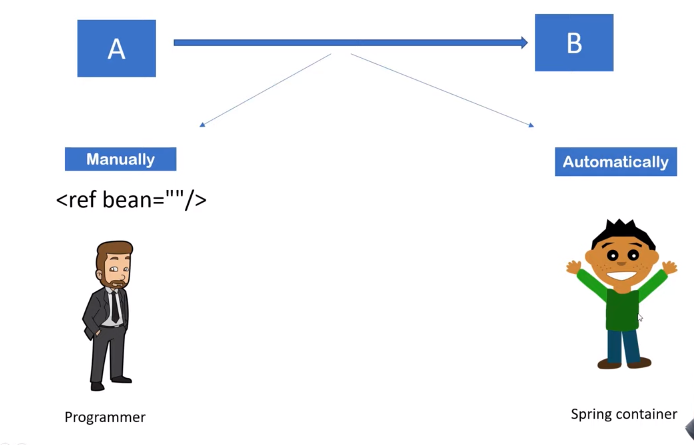 A
B
Manually
Automatically
<ref bean=""/>
Programmer
Spring container